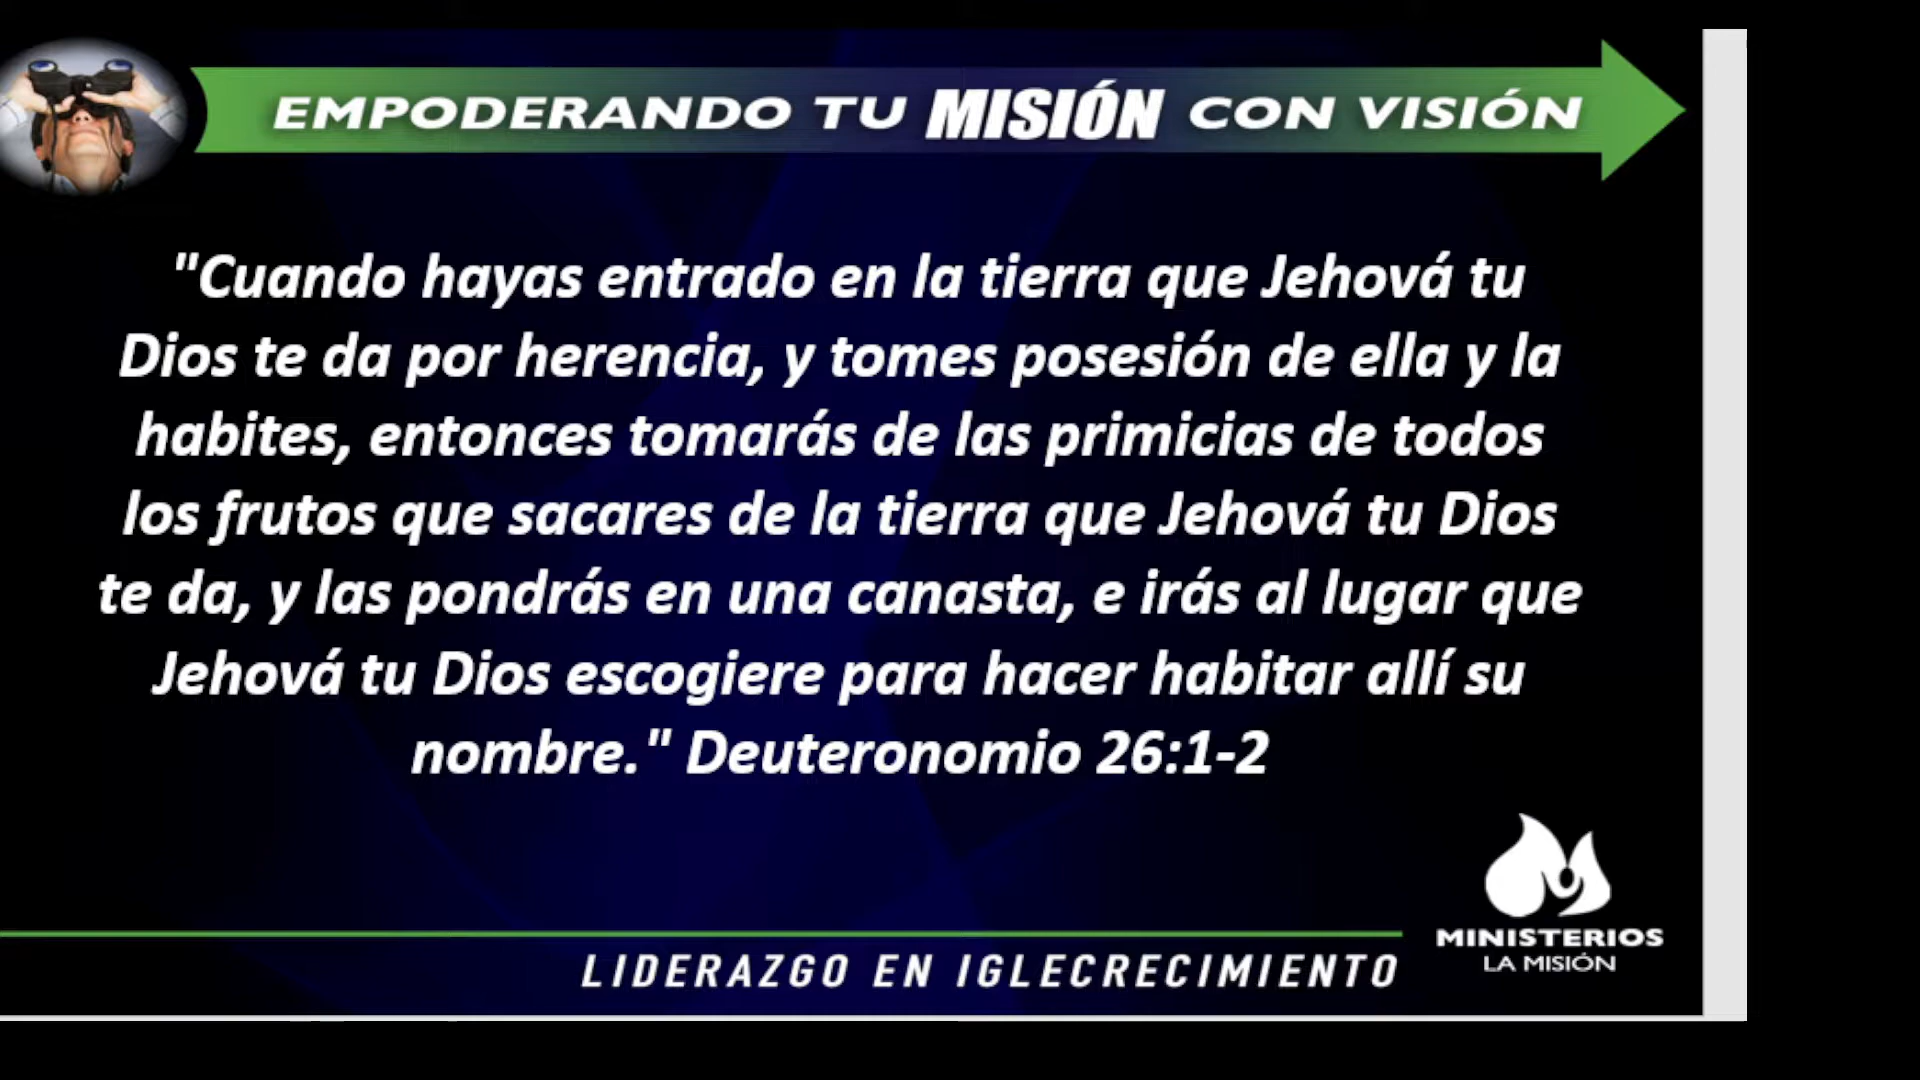 EMPODERANDO TU MISIÓN CON VISIÓN
"Cuando hayas entrado en la tierra que Jehová tu
Dios te da por herencia, y tomes posesión de ella y la
habites, entonces tomarás de las primicias de todos
los frutos que sacares de la tierra que Jehová tu Dios
te da, y las pondrás en una canasta, e irás al lugar que
Jehová tu Dios escogiere para hacer habitar allí su
nombre." Deuteronomio 26:1-2
LIDERAZGO EN IGLECRECIMIENTO
MINISTERIOS
LA MISIÓN